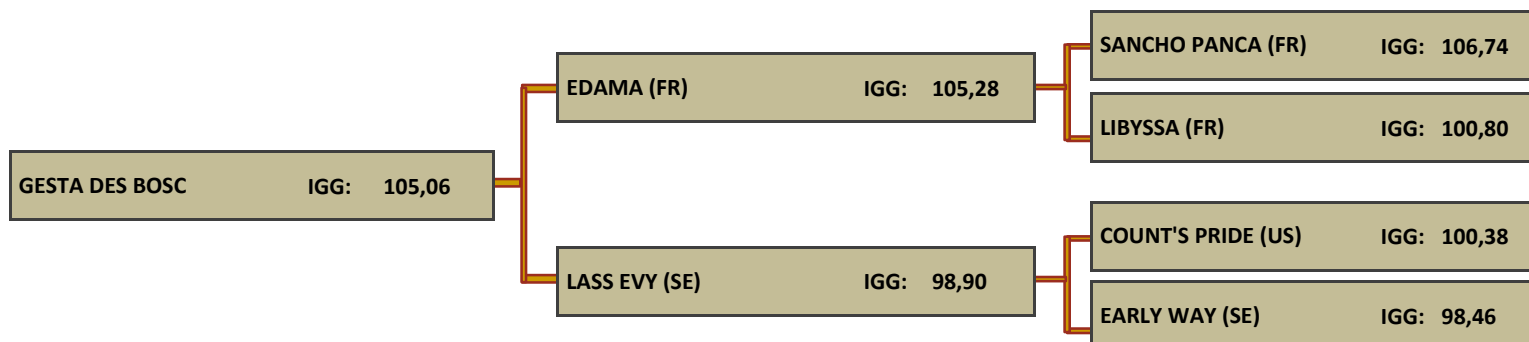 SANCHO PANCA (FR) IGG: 106,74
EDAMA (FR) IGG: 105,28
LIBYSSA (FR) IGG: 100,80
GESTA DES BOSC IGG: 105,06
COUNT'S PRIDE (US) IGG: 100,38
LASS EVY (SE) IGG: 98,90
EARLY WAY (SE) IGG: 98,46